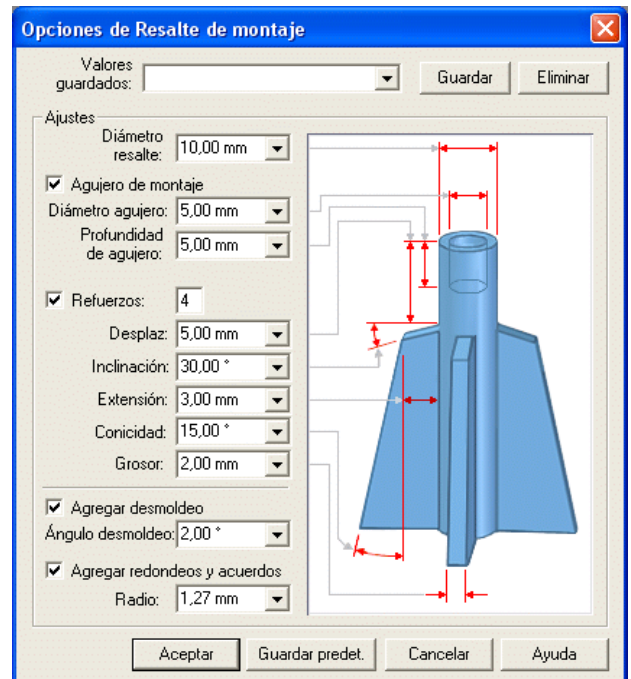 Opciones de Resalte de montaje
Valores
guardados:
Guardar
Eliminar
Ajustes
Diámetro
resalte:
10,00 mm
Agujero de montaje
Diámetro agujero: 5,00 mm
Profundidad
de agujero:
5,00 mm
Refuerzos: 4
Desplaz: 5,00 mm
Inclinación: 30,00 °
Extensión: 3,00 mm
Conicidad: 15,00 °
Grosor: 2,00 mm
Agregar desmoldeo
Ángulo desmoldeo: 2,00 °
Agregar redondeos y acuerdos
Radio: 1,27 mm
Aceptar
Guardar predet.
Cancelar
Ayuda